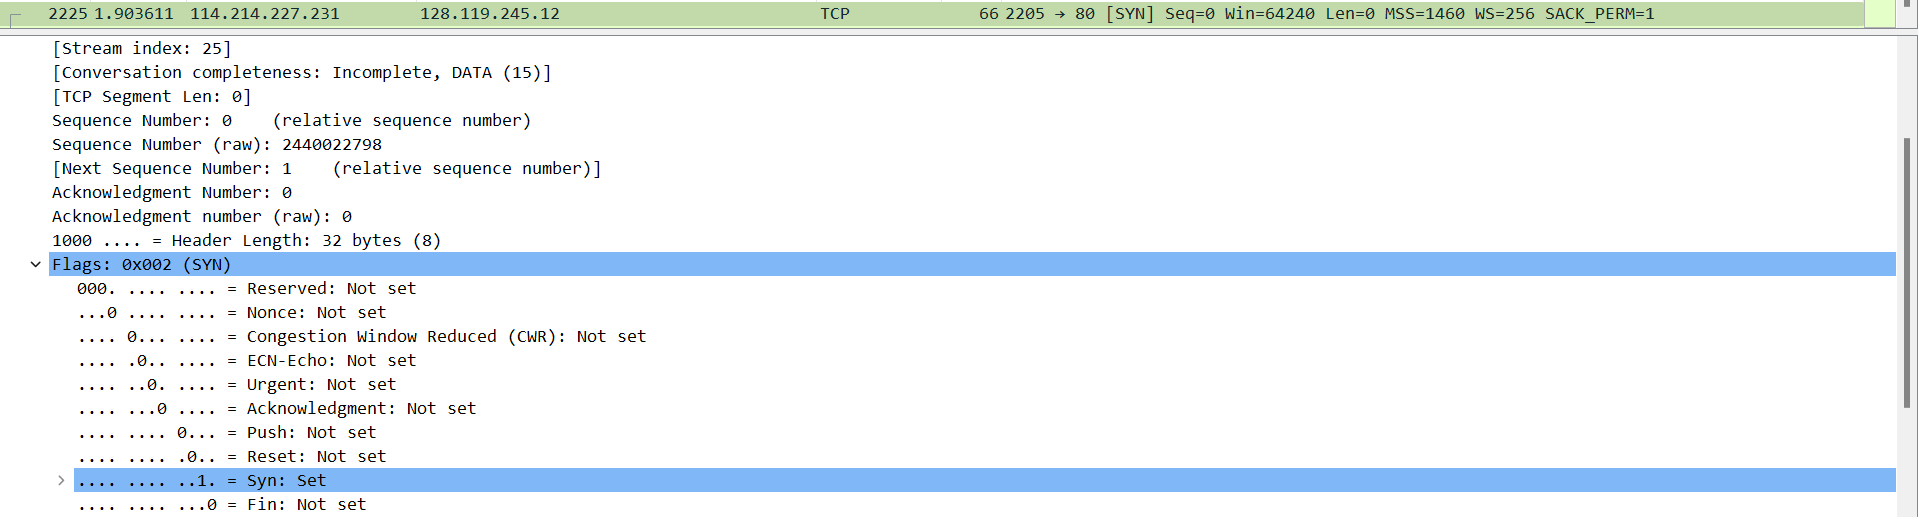 2225 1.903611 114.214.227.231 128.119.245.12 TCP 66 2205 → 80 [SYN] Seq=0 Win=64240 Len=0 MSS=1460 WS=256 SACK_PERM=1
[Stream index: 25]
[Conversation completeness: Incomplete, DATA (15)]
[TCP Segment Len: 0]
Sequence Number: 0 (relative sequence number)
Sequence Number (raw): 2440022798
[Next Sequence Number: 1 (relative sequence number)]
Acknowledgment Number: 0
Acknowledgment number (raw): 0
1000 .... = Header Length: 32 bytes (8)
Flags: 0x002 (SYN)
000. .... .... = Reserved: Not set
...0 .... .... = Nonce: Not set
.... 0... .... = Congestion Window Reduced (CWR): Not set
.... .0.. .... = ECN-Echo: Not set
.... ..0. .... = Urgent: Not set
.... ...0 .... = Acknowledgment: Not set
.... .... 0... = Push: Not set
.... .... .0.. = Reset: Not set
.... .... ..1. = Syn: Set
.... .... ...0 = Fin: Not set